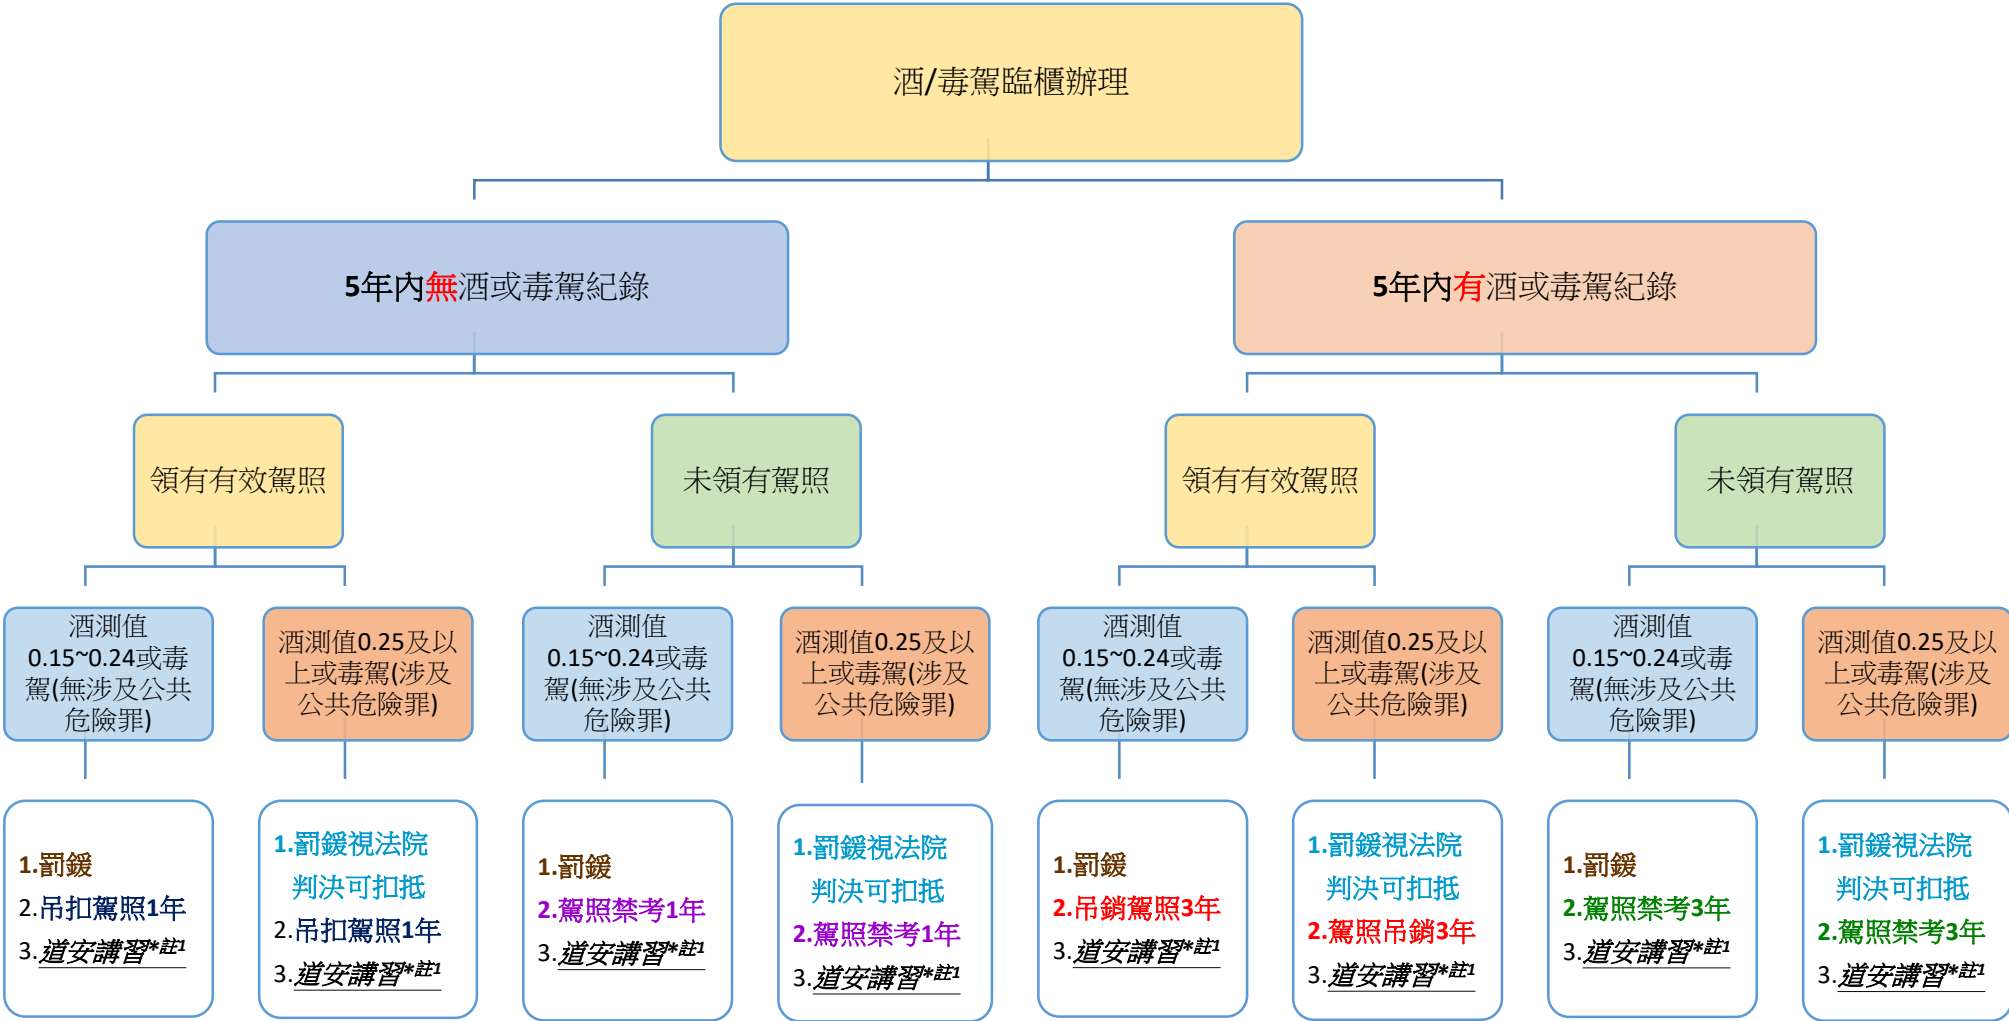 酒/毒駕臨櫃辦理
5年內無酒或毒駕紀錄
5年內有酒或毒駕紀錄
領有有效駕照
未領有駕照
領有有效駕照
未領有駕照
酒測值
0.15~0.24或毒
駕(無涉及公共
危險罪)
酒測值0.25及以
上或毒駕(涉及
公共危險罪)
酒測值
0.15~0.24或毒
駕(無涉及公共
危險罪)
酒測值0.25及以
上或毒駕(涉及
公共危險罪)
酒測值
0.15~0.24或毒
駕(無涉及公共
危險罪)
酒測值0.25及以
上或毒駕(涉及
公共危險罪)
酒測值
0.15~0.24或毒
駕(無涉及公共
危險罪)
酒測值0.25及以
上或毒駕(涉及
公共危險罪)
1.罰鍰
2.吊扣駕照1年
3.道安講習*註1
1.罰鍰視法院
判決可扣抵
2.吊扣駕照1年
3.道安講習*註1
1.罰鍰
2.駕照禁考1年
3.道安講習*註1
1.罰鍰視法院
判決可扣抵
2.駕照禁考1年
3.道安講習*註1
1.罰鍰
2.吊銷駕照3年
3.道安講習*註1
1.罰鍰視法院
判決可扣抵
2.駕照吊銷3年
3.道安講習*註1
1.罰鍰
2.駕照禁考3年
3.道安講習*註1
1.罰鍰視法院
判決可扣抵
2.駕照禁考3年
3.道安講習*註1